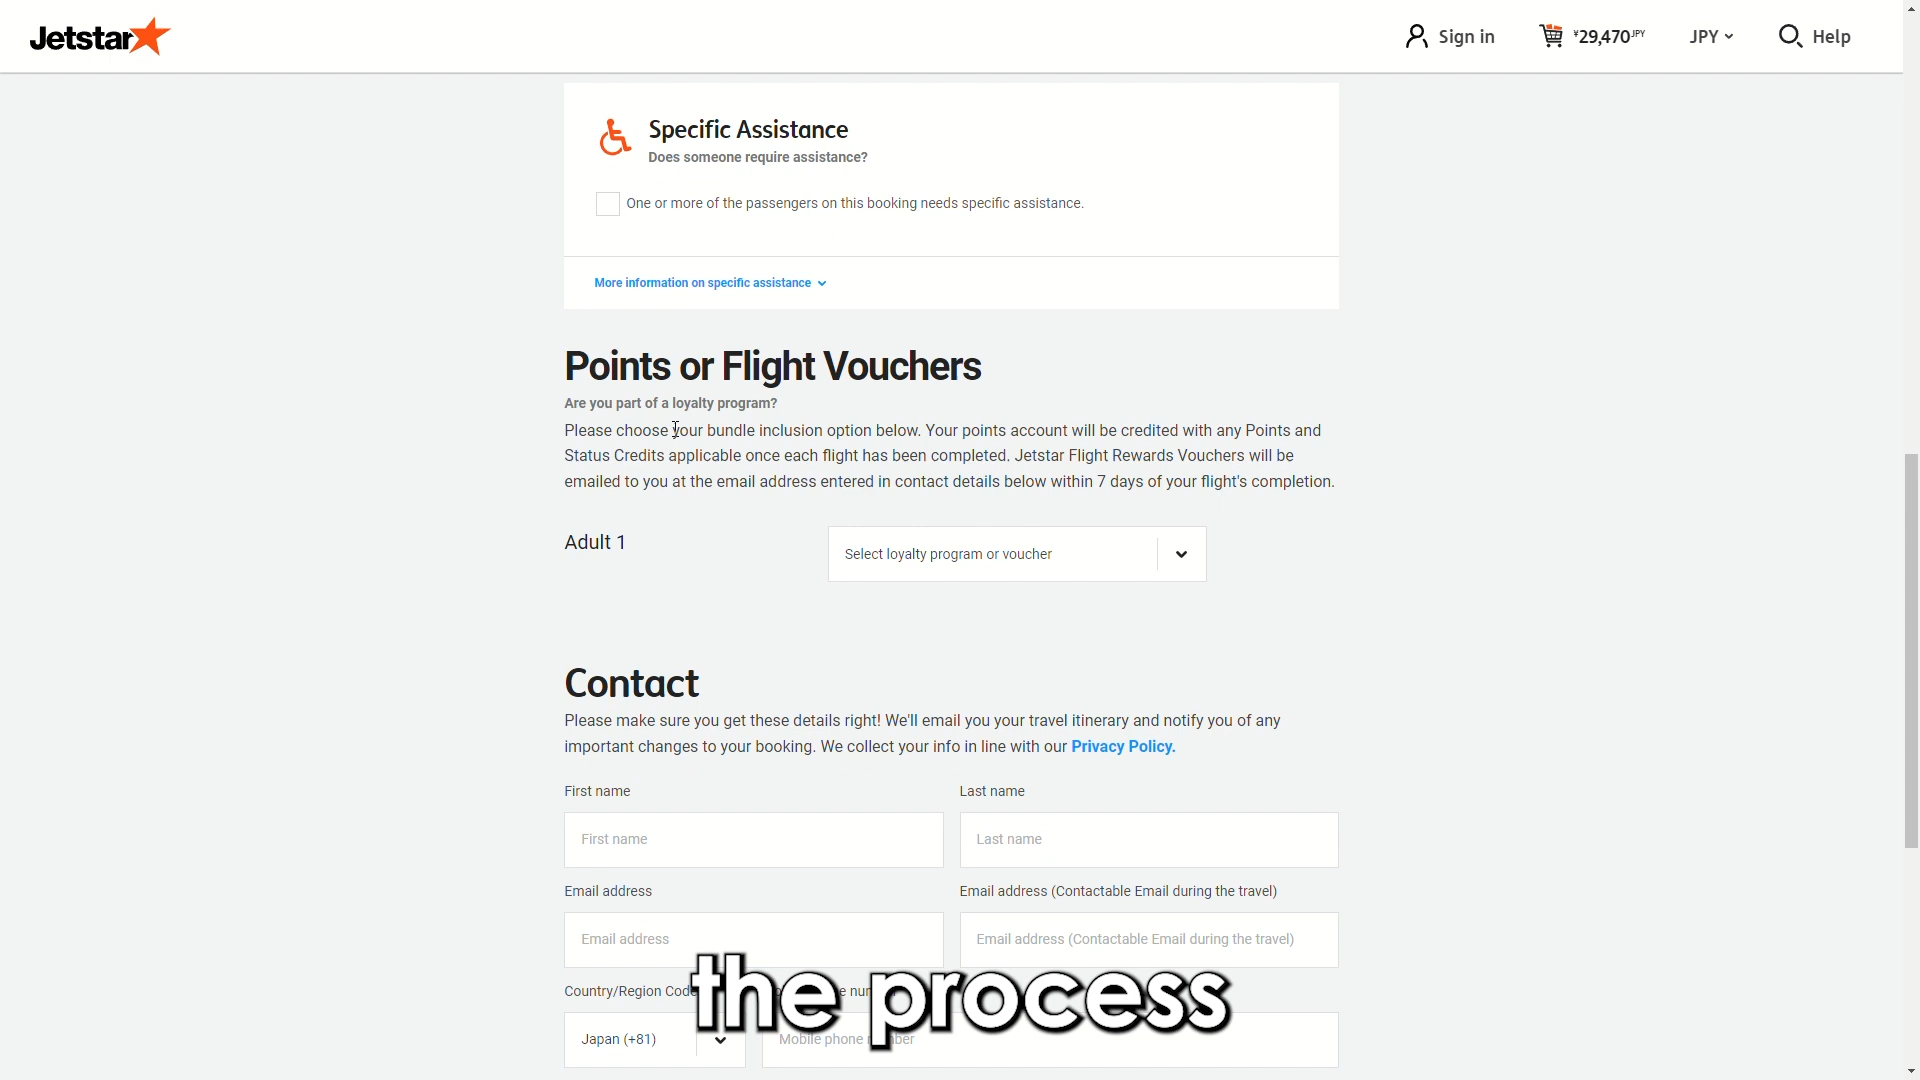 Jetstar
Sign in
¥29,470JPY
JPY
Help
Specific Assistance
Does someone require assistance?
One or more of the passengers on this booking needs specific assistance.
More information on specific assistance
Points or Flight Vouchers
Are you part of a loyalty program?
Please choose your bundle inclusion option below. Your points account will be credited with any Points and
Status Credits applicable once each flight has been completed. Jetstar Flight Rewards Vouchers will be
emailed to you at the email address entered in contact details below within 7 days of your flight's completion.
Adult 1
Select loyalty program or voucher
Contact
Please make sure you get these details right! We'll email you your travel itinerary and notify you of any
important changes to your booking. We collect your info in line with our Privacy Policy.
First name
Last name
First name
Last name
Email address
Email address (Contactable Email during the travel)
Email address
Email address (Contactable Email during the travel)
Country/Region Code
the process
Japan (+81)
Mobile phone